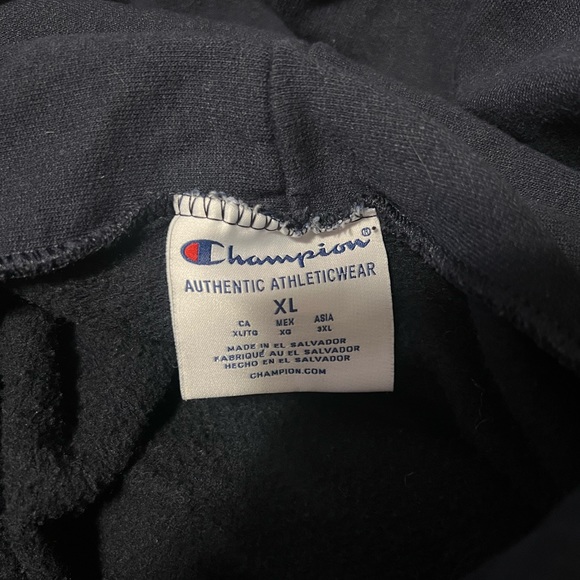 Champion®
AUTHENTIC ATHLETICWEAR
XL
CA MEX ASIA
XL/TG XG 3XL
MADE IN EL SALVADOR
FABRIQUÉ AU EL SALVADOR
HECHO EN EL SALVADOR
CHAMPION.COM